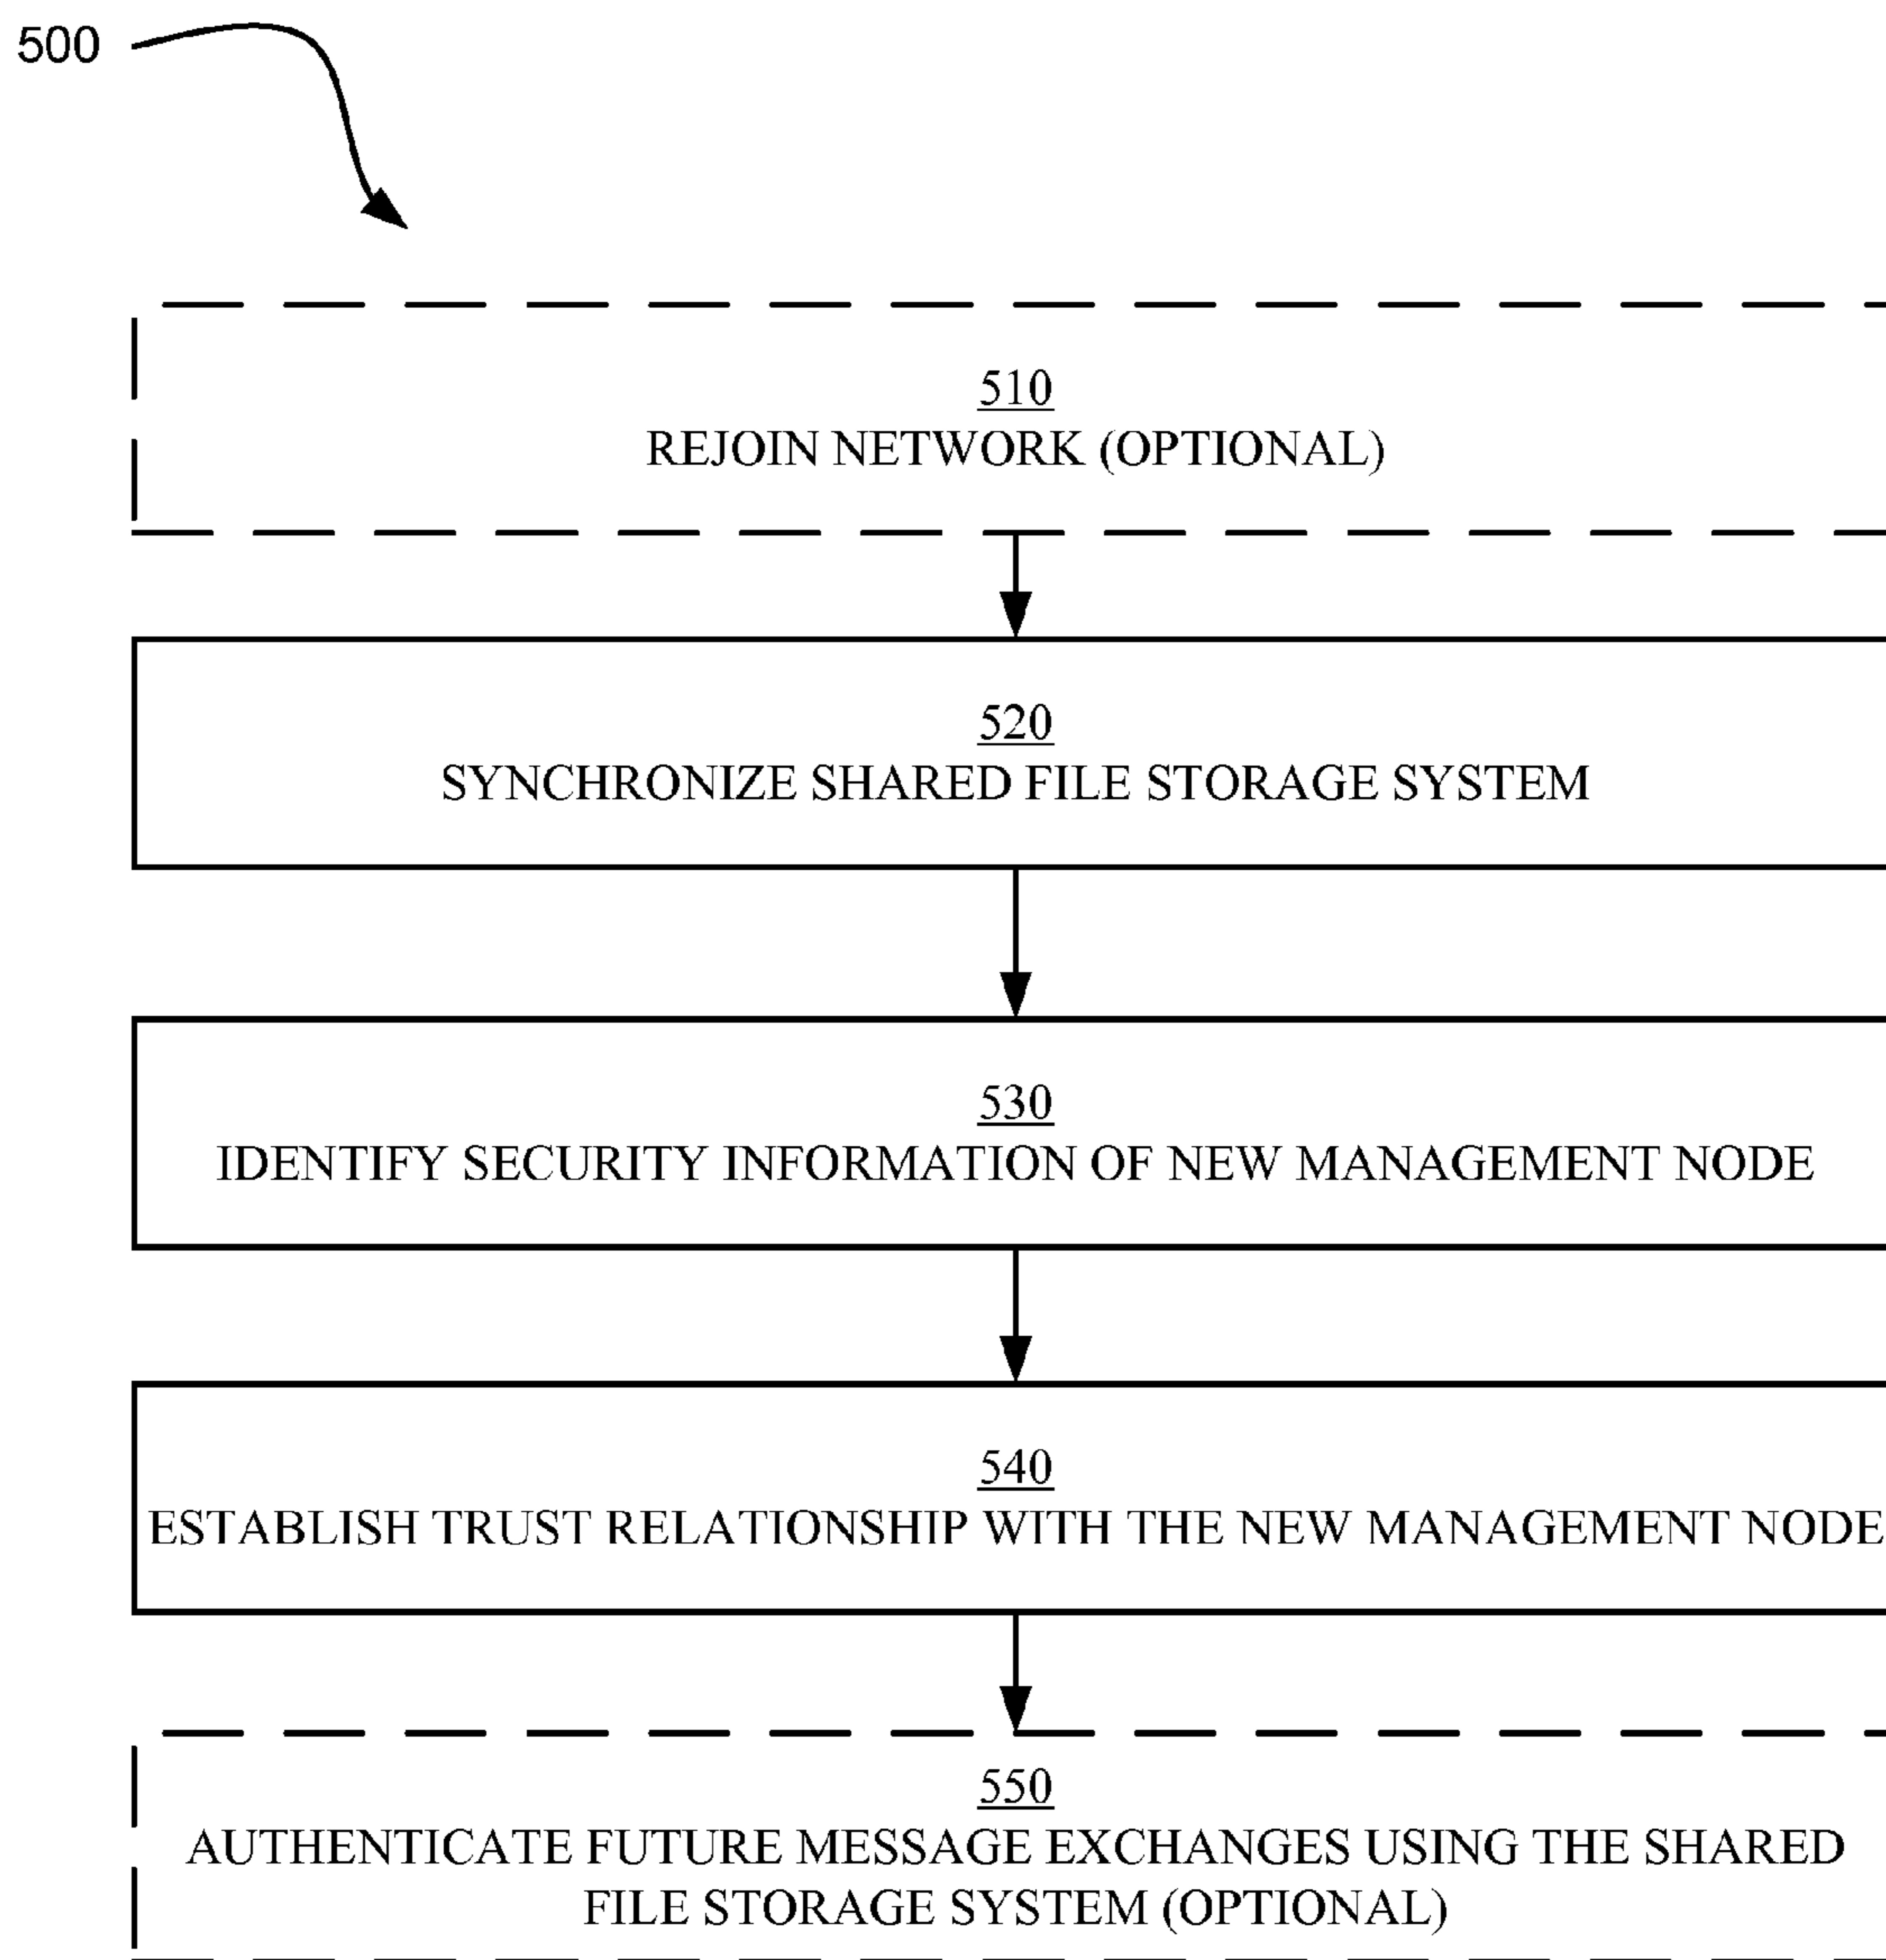 500
510
REJOIN NETWORK (OPTIONAL)
520
SYNCHRONIZE SHARED FILE STORAGE SYSTEM
530
IDENTIFY SECURITY INFORMATION OF NEW MANAGEMENT NODE
540
ESTABLISH TRUST RELATIONSHIP WITH THE NEW MANAGEMENT NODE
550
AUTHENTICATE FUTURE MESSAGE EXCHANGES USING THE SHARED
FILE STORAGE SYSTEM (OPTIONAL)